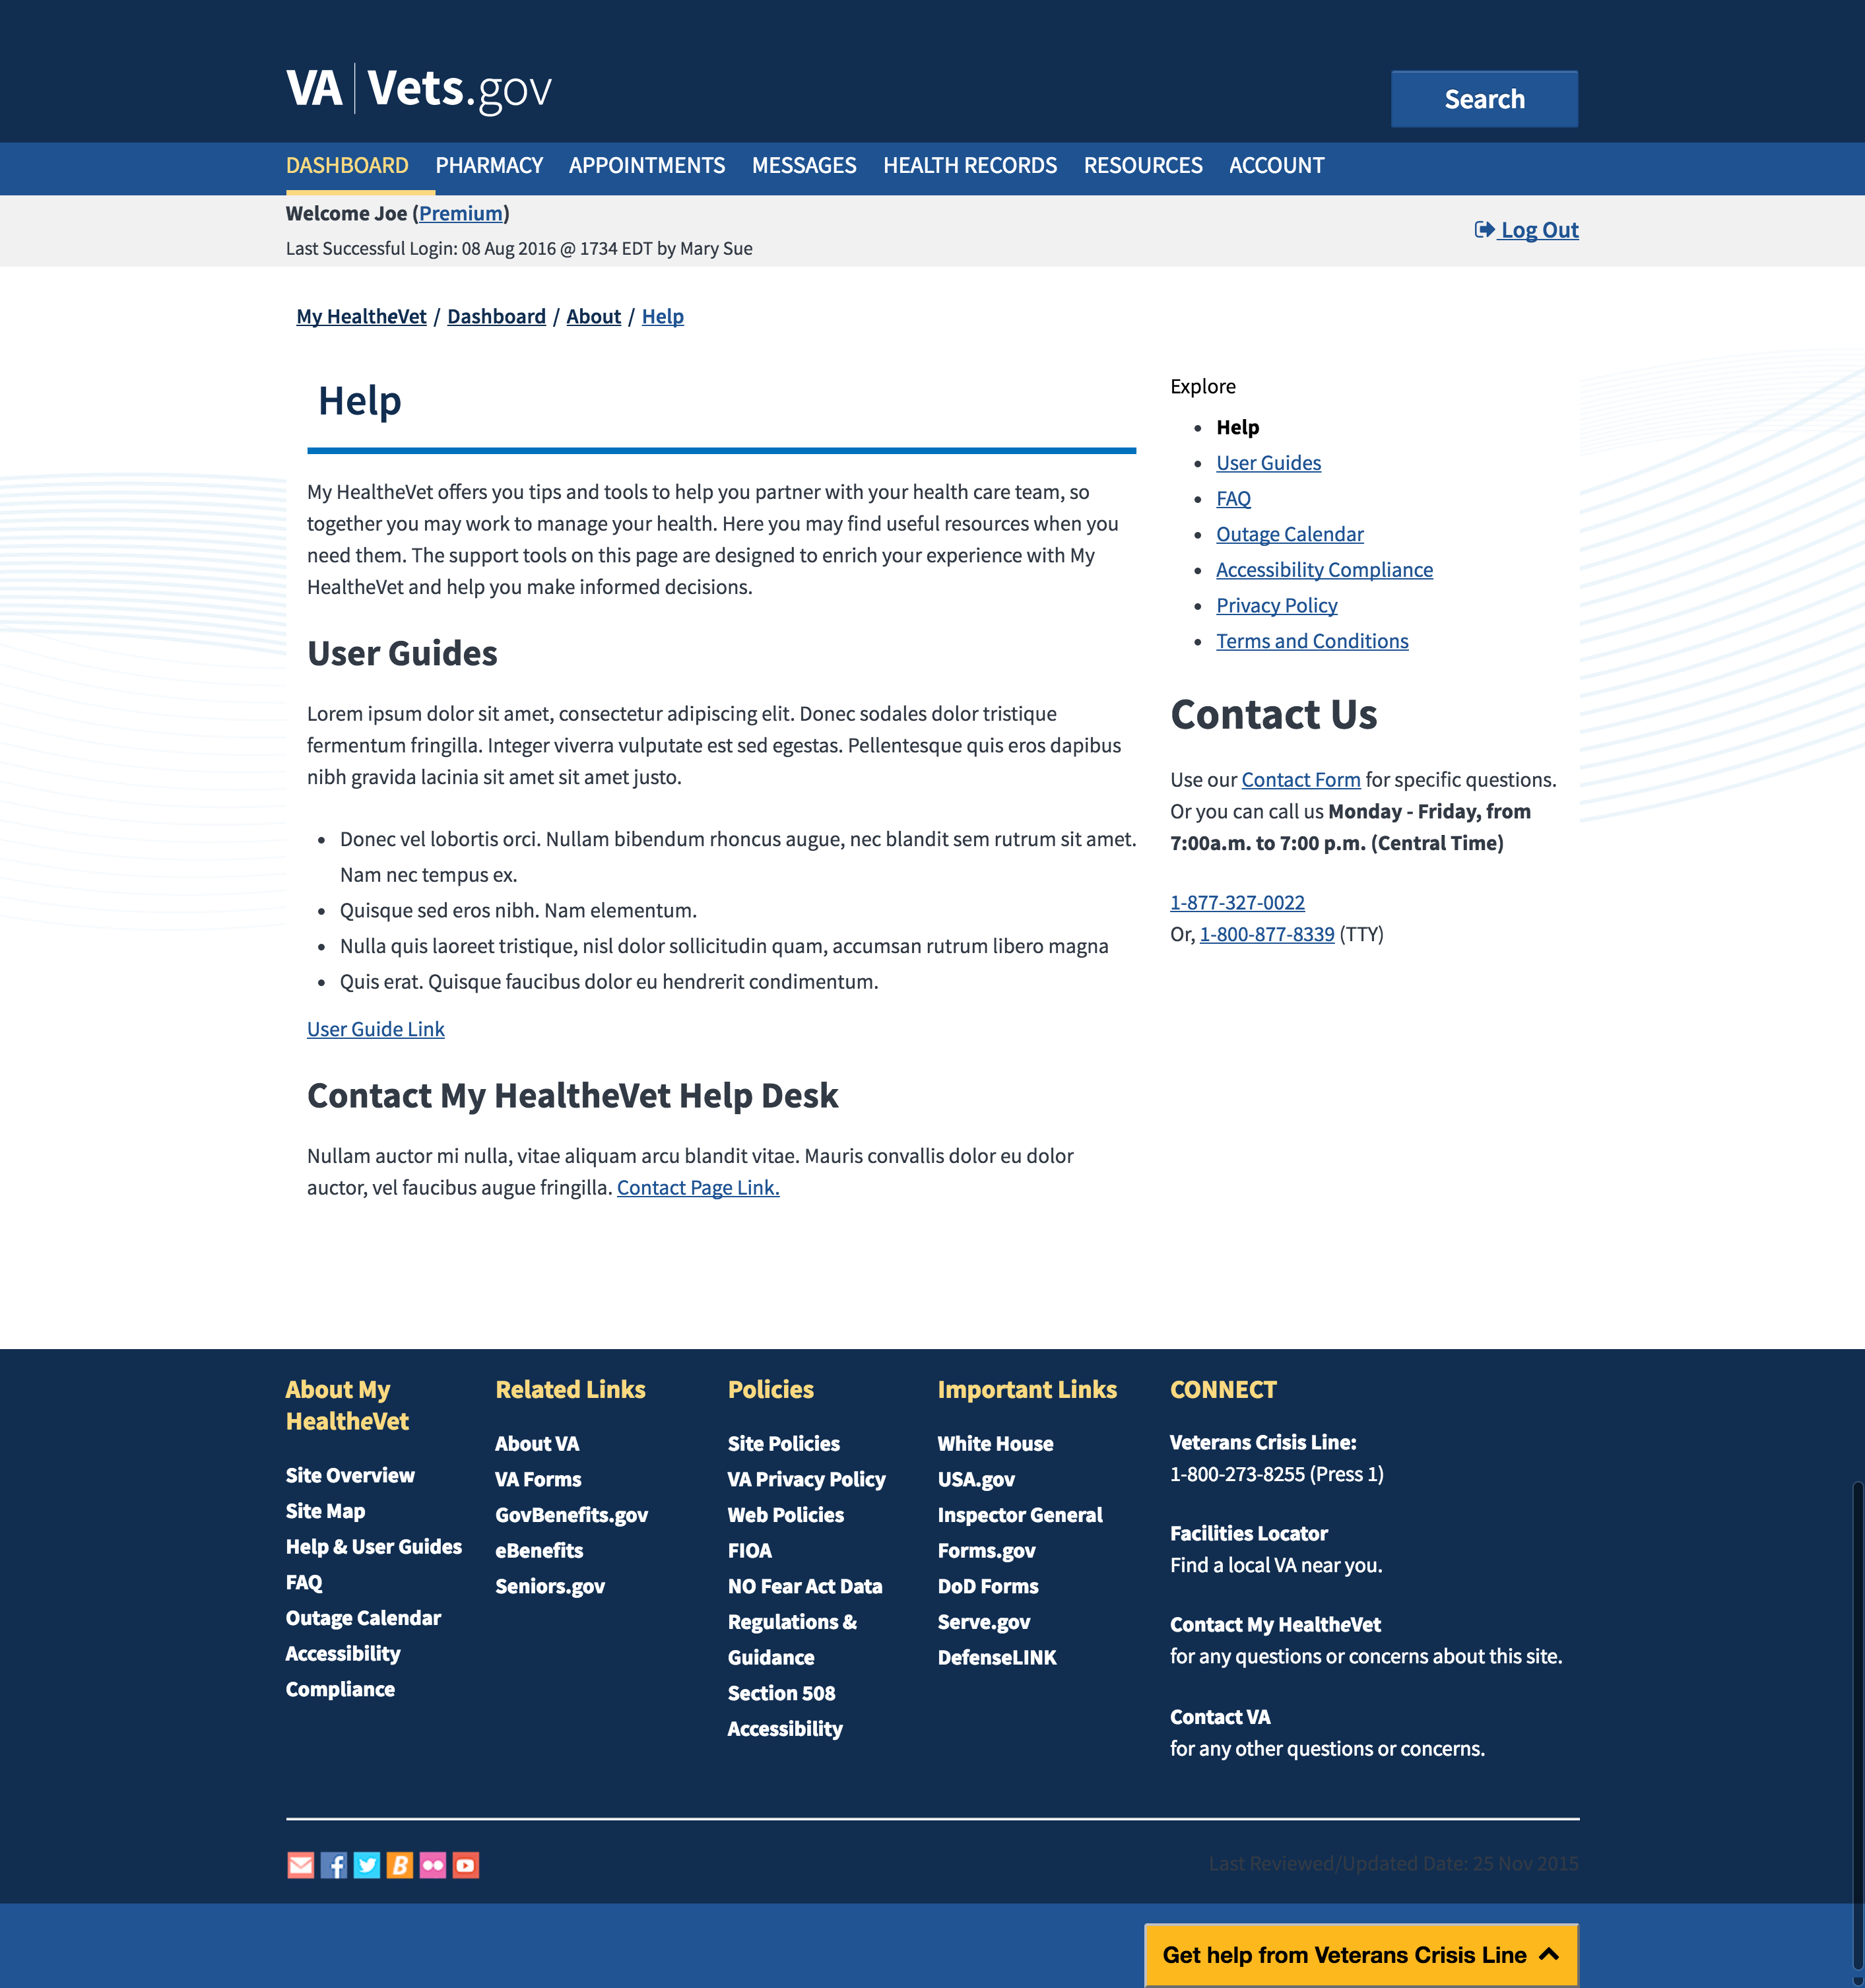 VA | Vets.gov
Search
DASHBOARD PHARMACY APPOINTMENTS MESSAGES HEALTH RECORDS RESOURCES ACCOUNT
Welcome Joe (Premium)
Last Successful Login: 08 Aug 2016 @ 1734 EDT by Mary Sue
Log Out
My HealtheVet / Dashboard / About / Help
Help
My HealtheVet offers you tips and tools to help you partner with your health care team, so
together you may work to manage your health. Here you may find useful resources when you
need them. The support tools on this page are designed to enrich your experience with My
HealtheVet and help you make informed decisions.
User Guides
Lorem ipsum dolor sit amet, consectetur adipiscing elit. Donec sodales dolor tristique
fermentum fringilla. Integer viverra vulputate est sed egestas. Pellentesque quis eros dapibus
nibh gravida lacinia sit amet sit amet justo.
• Donec vel lobortis orci. Nullam bibendum rhoncus augue, nec blandit sem rutrum sit amet.
Nam nec tempus ex.
• Quisque sed eros nibh. Nam elementum.
• Nulla quis laoreet tristique, nisl dolor sollicitudin quam, accumsan rutrum libero magna
• Quis erat. Quisque faucibus dolor eu hendrerit condimentum.
User Guide Link
Contact My HealtheVet Help Desk
Nullam auctor mi nulla, vitae aliquam arcu blandit vitae. Mauris convallis dolor eu dolor
auctor, vel faucibus augue fringilla. Contact Page Link.
Explore
• Help
• User Guides
• FAQ
• Outage Calendar
• Accessibility Compliance
• Privacy Policy
• Terms and Conditions
Contact Us
Use our Contact Form for specific questions.
Or you can call us Monday - Friday, from
7:00a.m. to 7:00 p.m. (Central Time)
1-877-327-0022
Or, 1-800-877-8339 (TTY)
About My
HealtheVet
Site Overview
Site Map
Help & User Guides
FAQ
Outage Calendar
Accessibility
Compliance
Related Links
About VA
VA Forms
GovBenefits.gov
eBenefits
Seniors.gov
Policies
Site Policies
VA Privacy Policy
Web Policies
FIOA
NO Fear Act Data
Regulations &
Guidance
Section 508
Accessibility
Important Links
White House
USA.gov
Inspector General
Forms.gov
DoD Forms
Serve.gov
DefenseLINK
CONNECT
Veterans Crisis Line:
1-800-273-8255 (Press 1)
Facilities Locator
Find a local VA near you.
Contact My HealtheVet
for any questions or concerns about this site.
Contact VA
for any other questions or concerns.
Last Reviewed/Updated Date: 25 Nov 2015
Get help from Veterans Crisis Line